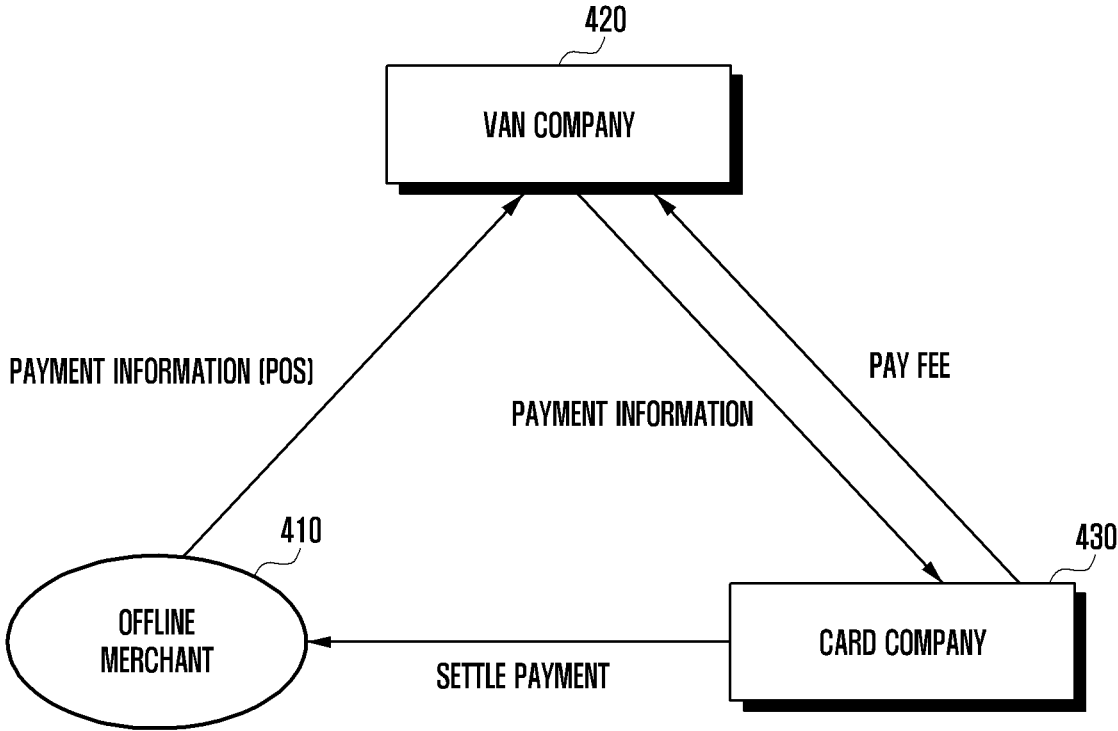 420
VAN COMPANY
PAYMENT INFORMATION (POS)
PAY FEE
PAYMENT INFORMATION
410
430
OFFLINE
MERCHANT
CARD COMPANY
SETTLE PAYMENT